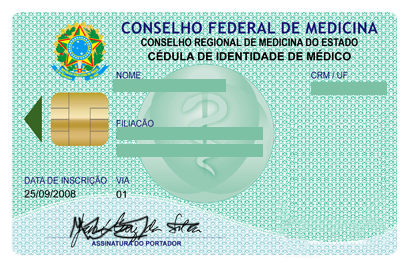 CONSELHO FEDERAL DE MEDICINA
CONSELHO REGIONAL DE MEDICINA DO ESTADO
CÉDULA DE IDENTIDADE DE MÉDICO
NOME
CRM / UF
FILIAÇÃO
DATA DE INSCRIÇÃO VIA
25/09/2008 01
ASSINATURA DO PORTADOR